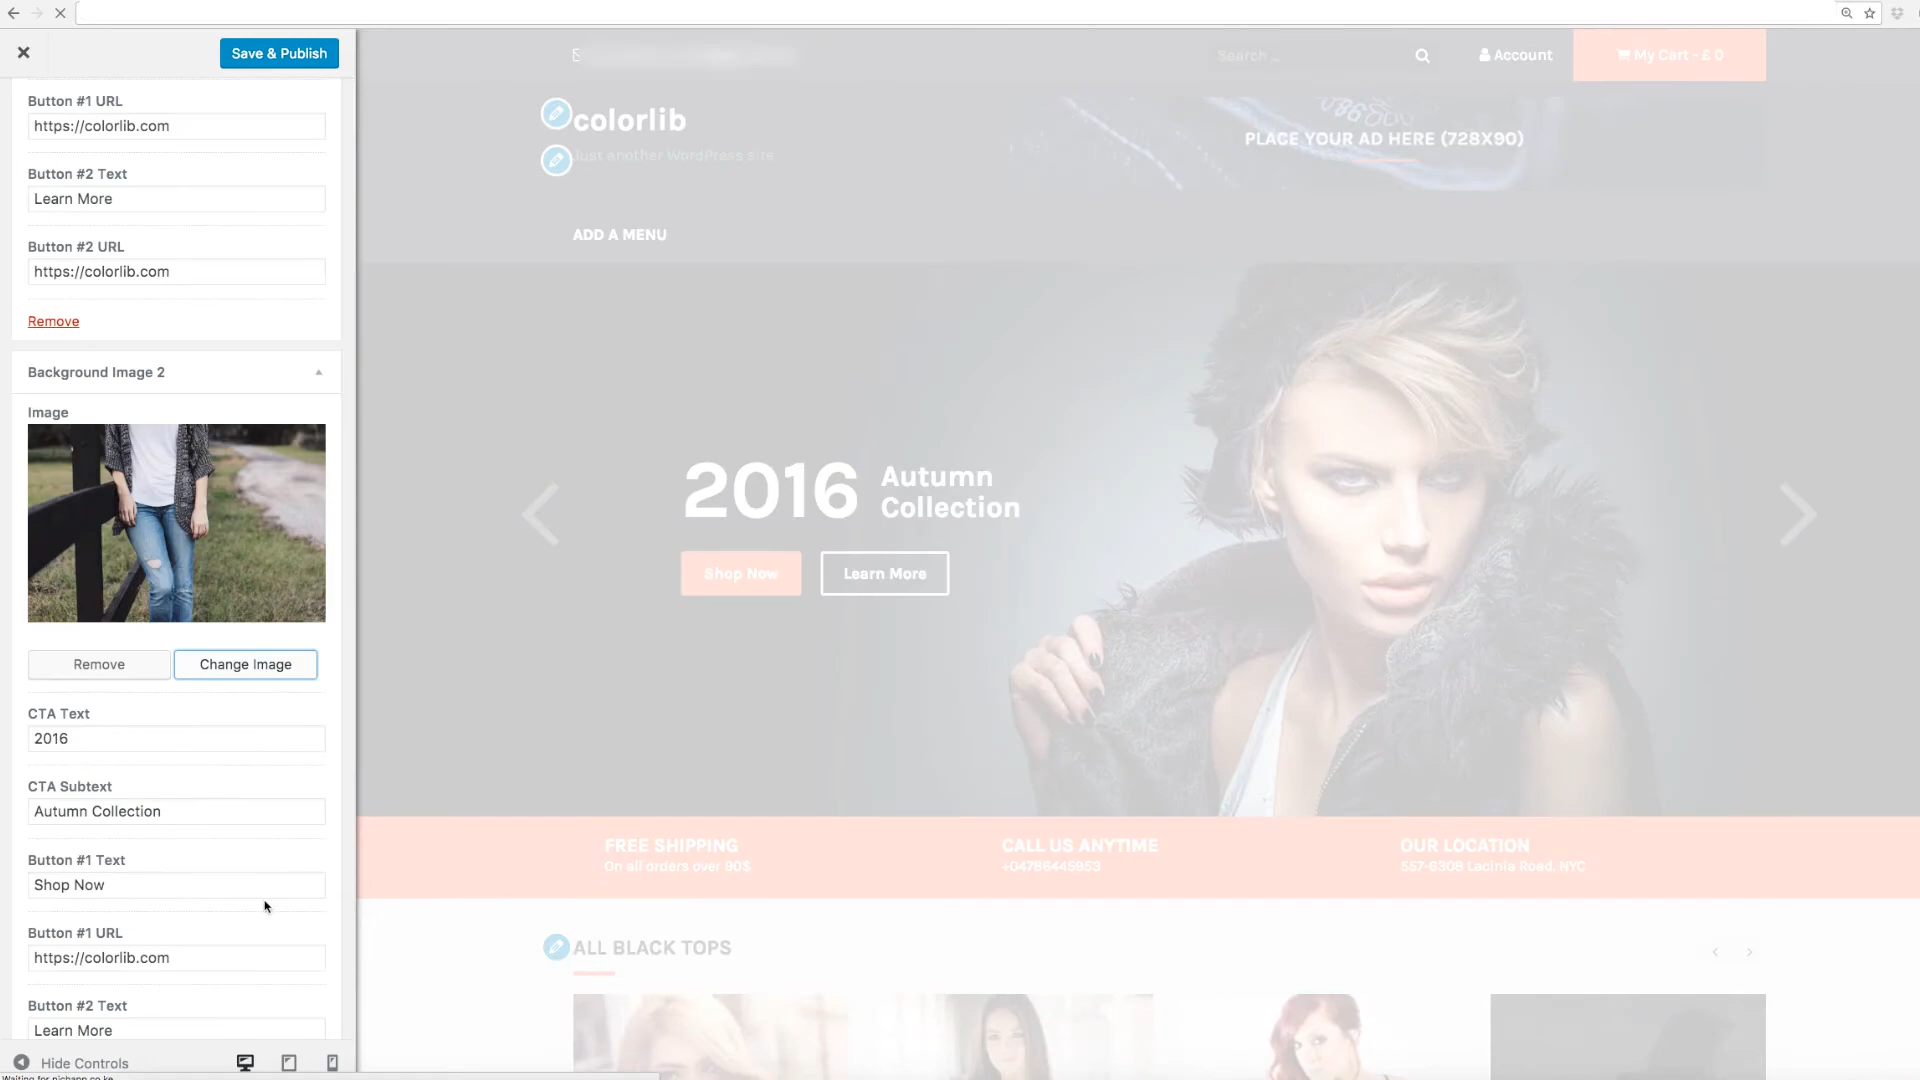 Save & Publish
Button #1 URL
https://colorlib.com
Button #2 Text
Learn More
Button #2 URL
https://colorlib.com
Remove
Background Image 2
Image
Remove
Change Image
CTA Text
2016
CTA Subtext
Autumn Collection
Button #1 Text
Shop Now
Button #1 URL
https://colorlib.com
Button #2 Text
Learn More
Hide Controls
Search ...
Account
My Cart - £ 0
colorlib
Just another WordPress site
PLACE YOUR AD HERE (728X90)
ADD A MENU
2016
Autumn
Collection
Shop Now
Learn More
FREE SHIPPING
On all orders over 90$
CALL US ANYTIME
+04786445953
OUR LOCATION
557-6308 Lacinia Road, NYC
ALL BLACK TOPS